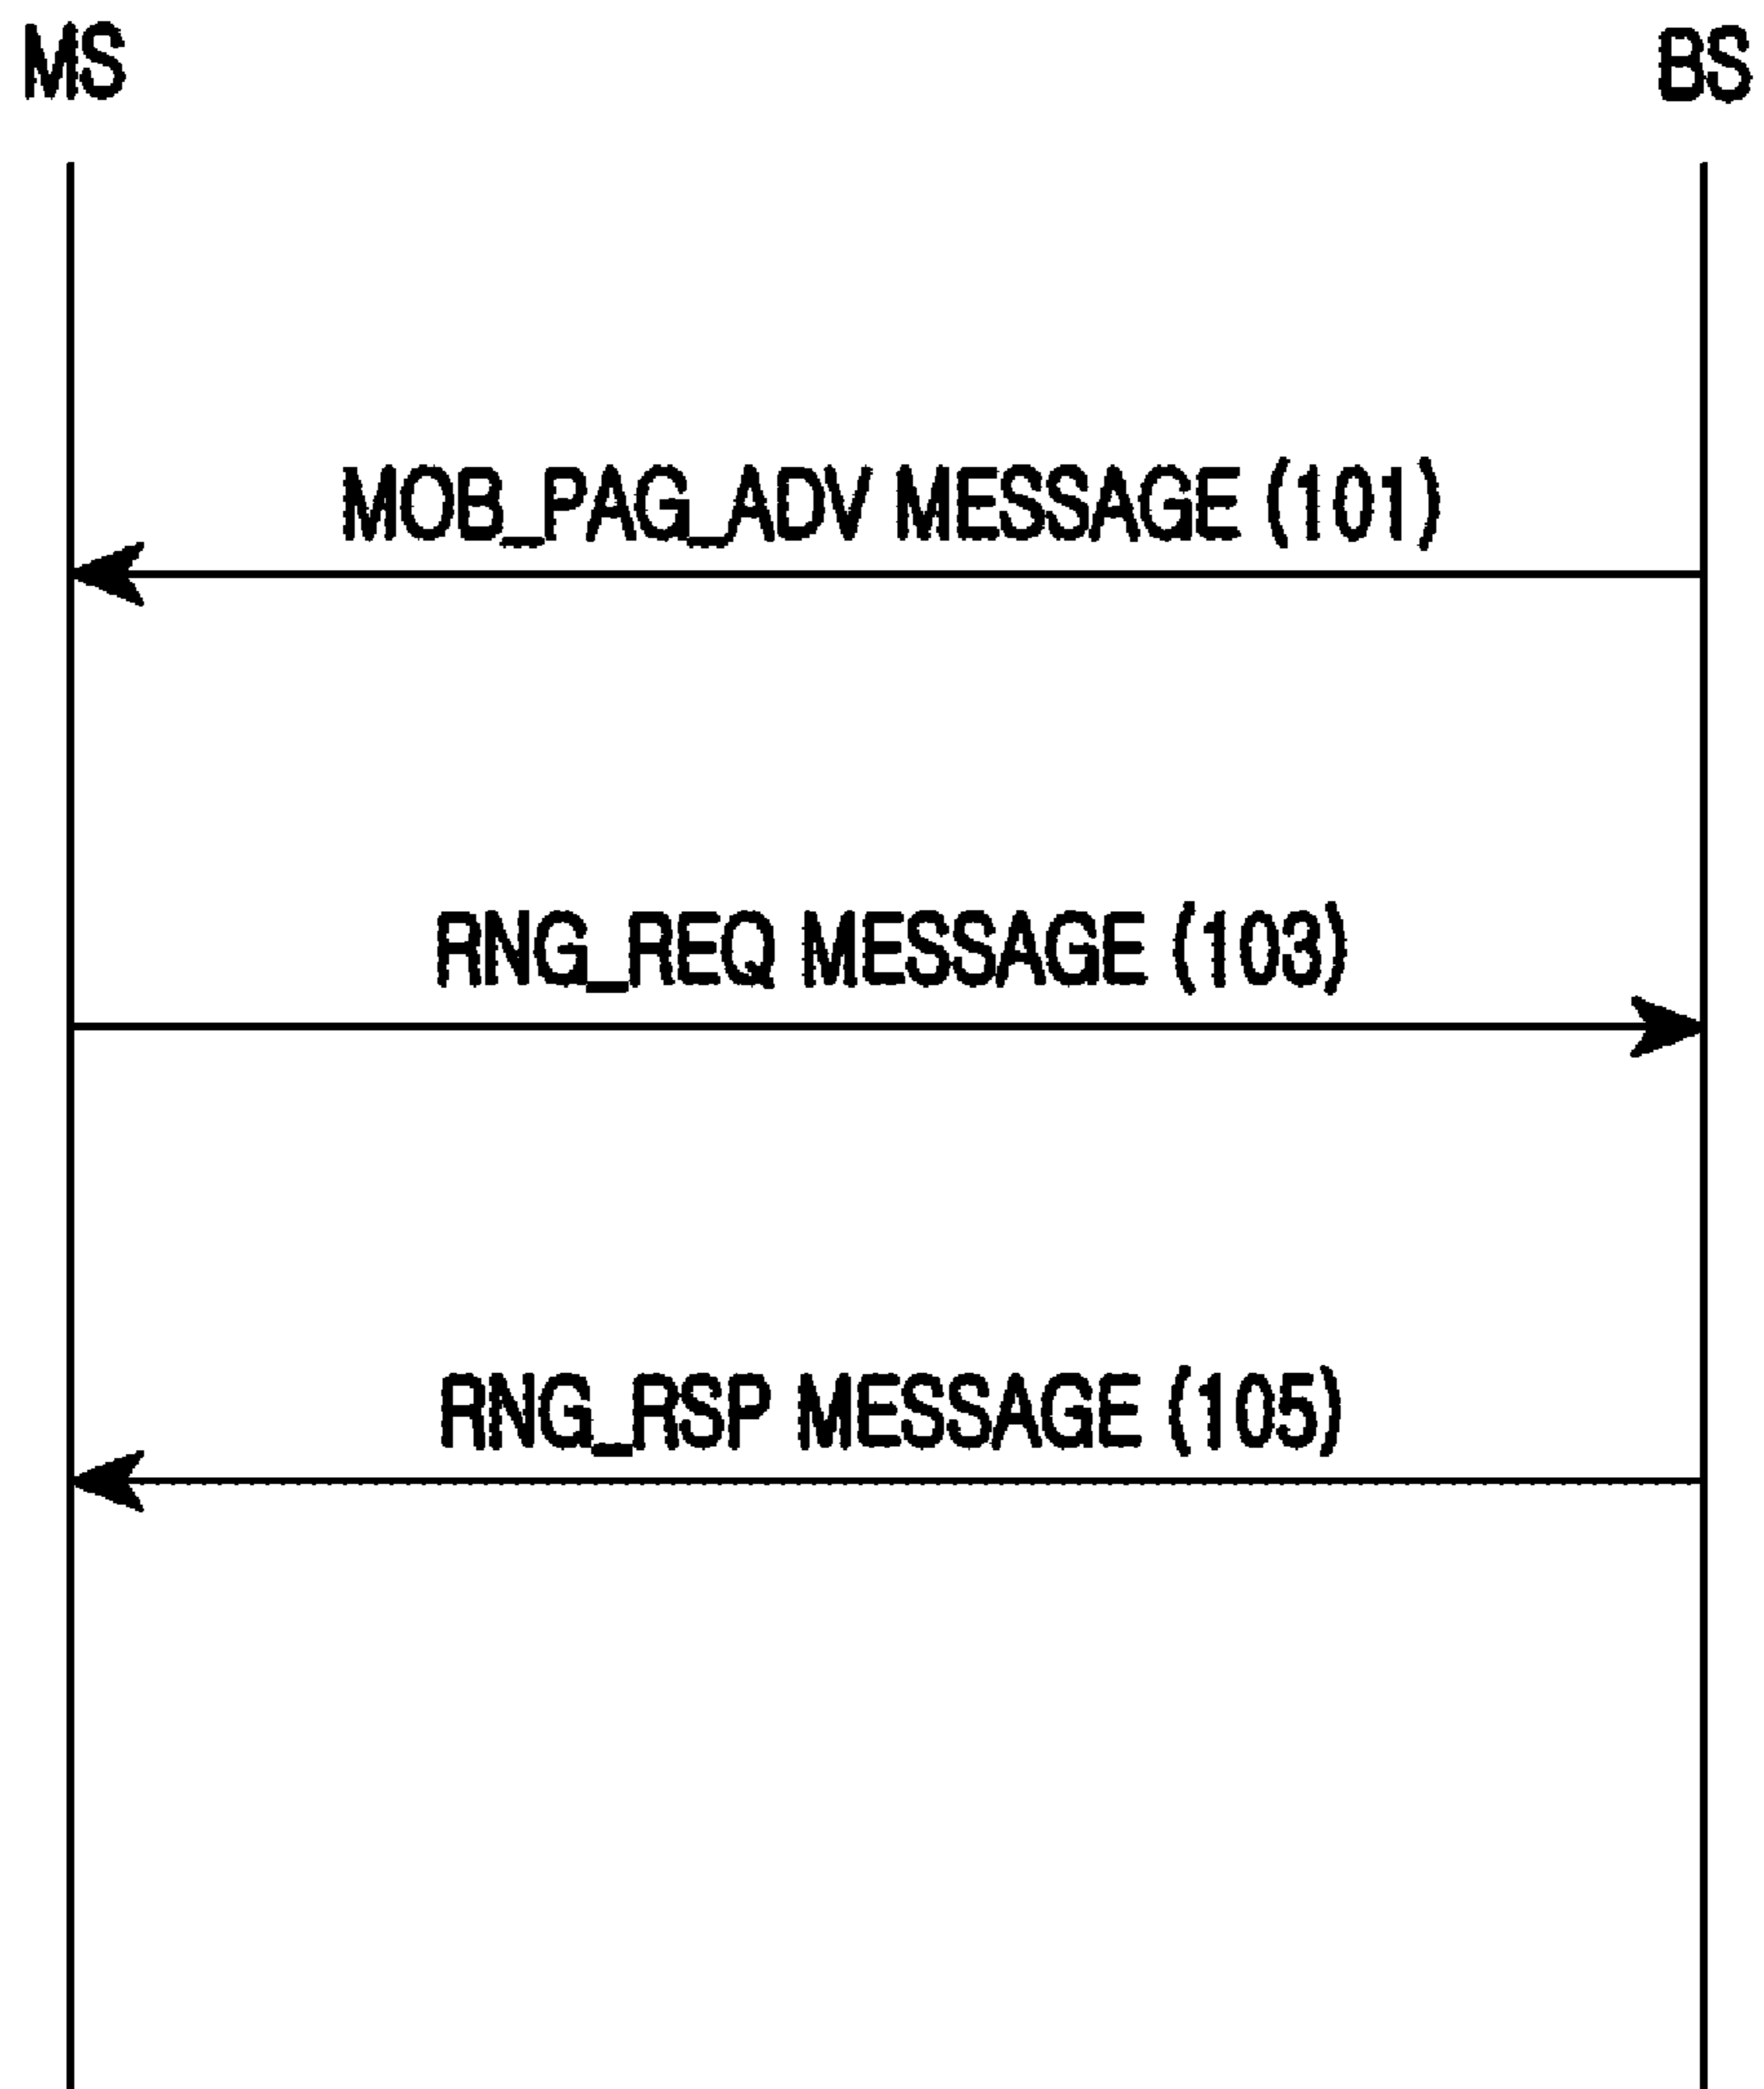 MS
BS
MOB_PAG_ADV MESSAGE (101)
RNG_REQ MESSAGE (103)
RNG_RSP MESSAGE (105)